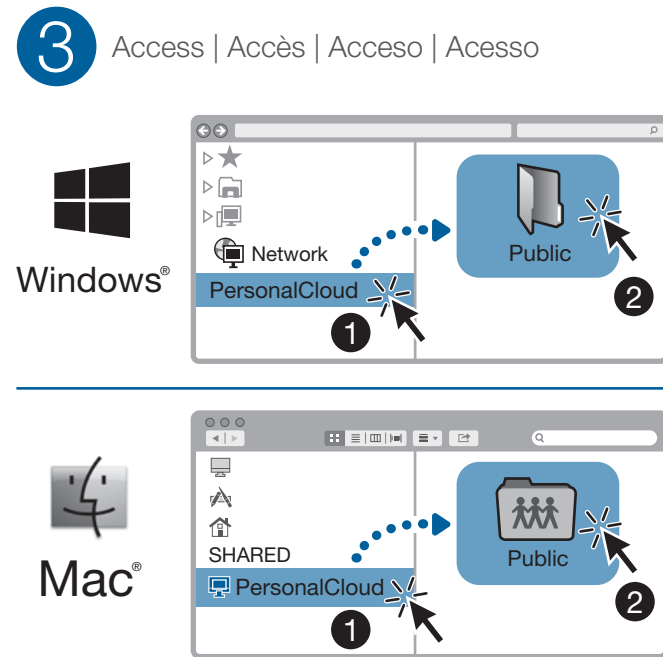 3 Access | Accès | Acceso | Acesso
Windows®
Network
PersonalCloud
1
Public
2
Mac®
SHARED
PersonalCloud
1
Public
2